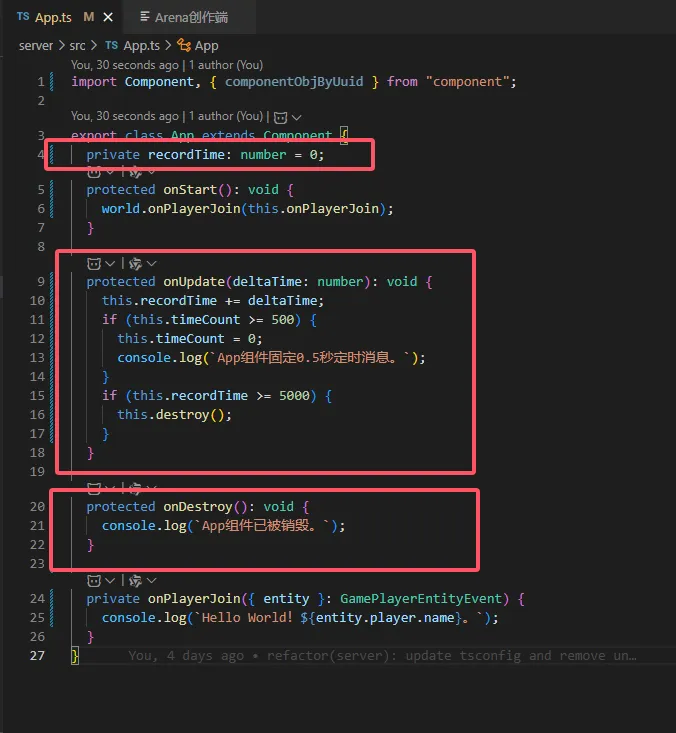 TS App.ts M ×
Arena创作端
server > src > TS App.ts > App
You, 30 seconds ago | 1 author (You)
1 import Component, { componentObjByUuid } from "component";
2
You, 30 seconds ago | 1 author (You) |
3 export class App extends Component {
4 private recordTime: number = 0;
5 protected onStart(): void {
6 world.onPlayerJoin(this.onPlayerJoin);
7 }
8
9 protected onUpdate(deltaTime: number): void {
10 this.recordTime += deltaTime;
11 if (this.timeCount >= 500) {
12 this.timeCount = 0;
13 console.log(`App组件固定0.5秒定时消息。`);
14 }
15 if (this.recordTime >= 5000) {
16 this.destroy();
17 }
18 }
19
20 protected onDestroy(): void {
21 console.log(`App组件已被销毁。`);
22 }
23
24 private onPlayerJoin({ entity }: GamePlayerEntityEvent) {
25 console.log(`Hello World! ${entity.player.name}。`);
26 }
27 } You, 4 days ago • refactor(server): update tsconfig and remove un…